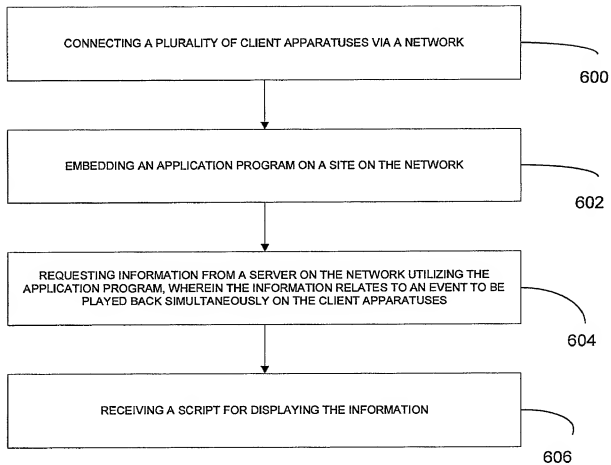 CONNECTING A PLURALITY OF CLIENT APPARATUSES VIA A NETWORK
600
EMBEDDING AN APPLICATION PROGRAM ON A SITE ON THE NETWORK
602
REQUESTING INFORMATION FROM A SERVER ON THE NETWORK UTILIZING THE
APPLICATION PROGRAM, WHEREIN THE INFORMATION RELATES TO AN EVENT TO BE
PLAYED BACK SIMULTANEOUSLY ON THE CLIENT APPARATUSES
604
RECEIVING A SCRIPT FOR DISPLAYING THE INFORMATION
606